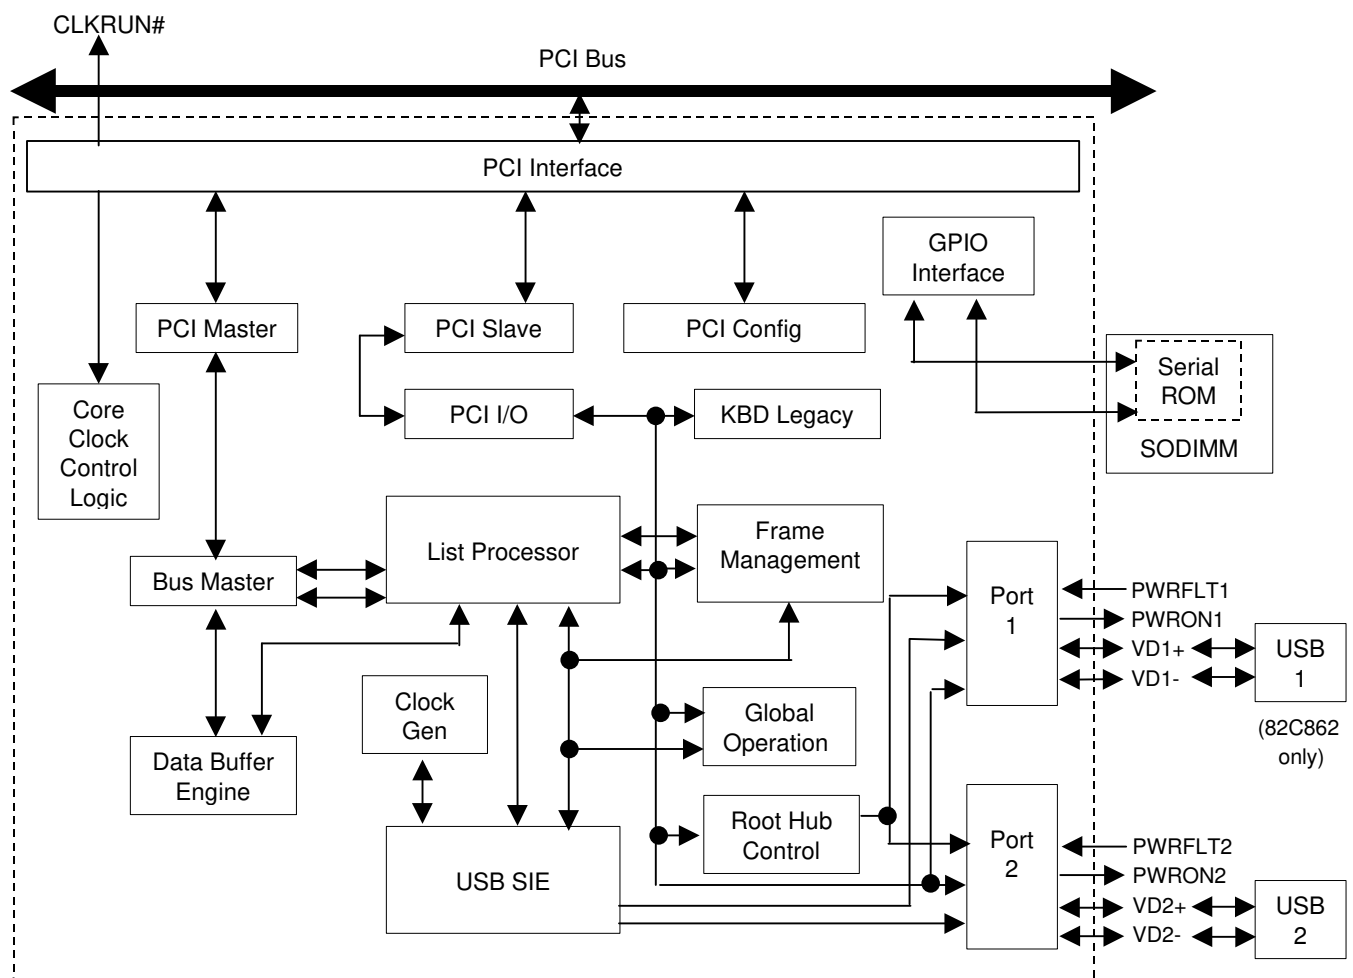 CLKRUN#
PCI Bus
PCI Interface
GPIO
Interface
PCI Master
PCI Slave
PCI Config
Serial
ROM
SODIMM
Core
Clock
Control
Logic
PCI I/O
KBD Legacy
List Processor
Frame
Management
Bus Master
Port
1
PWRFLT1
PWRON1
VD1+
VD1-
USB
1
(82C862
only)
Clock
Gen
Global
Operation
Data Buffer
Engine
Root Hub
Control
Port
2
PWRFLT2
PWRON2
VD2+
VD2-
USB
2
USB SIE